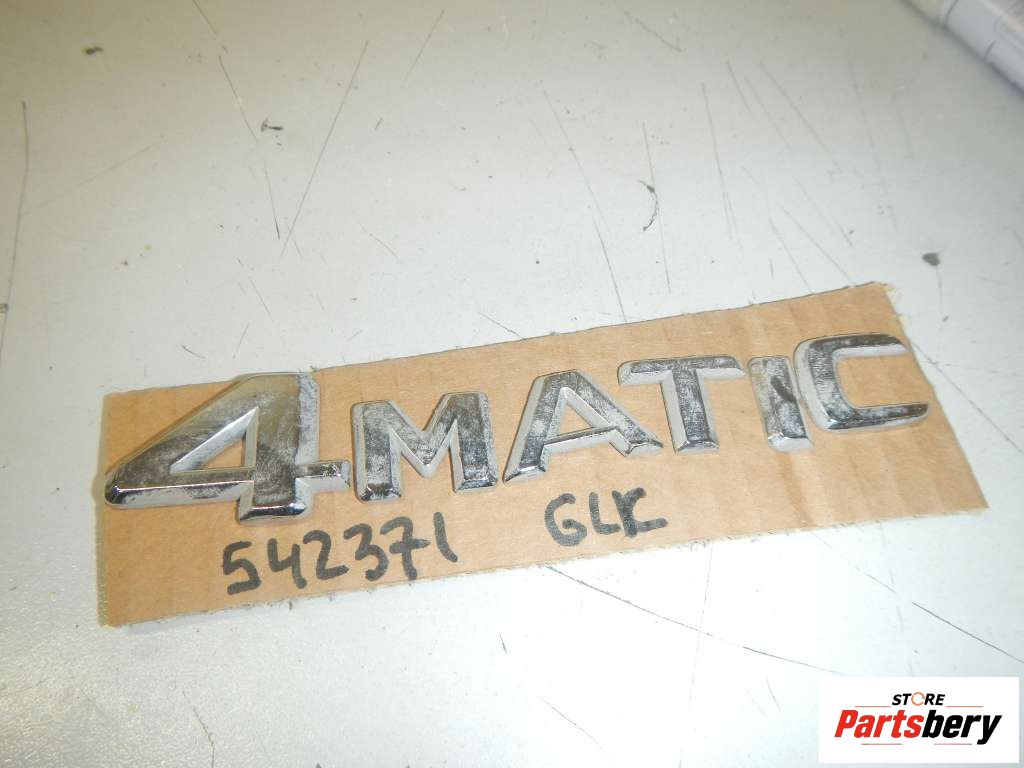 4MATIC
542371 GLK
STORE
Partsbery